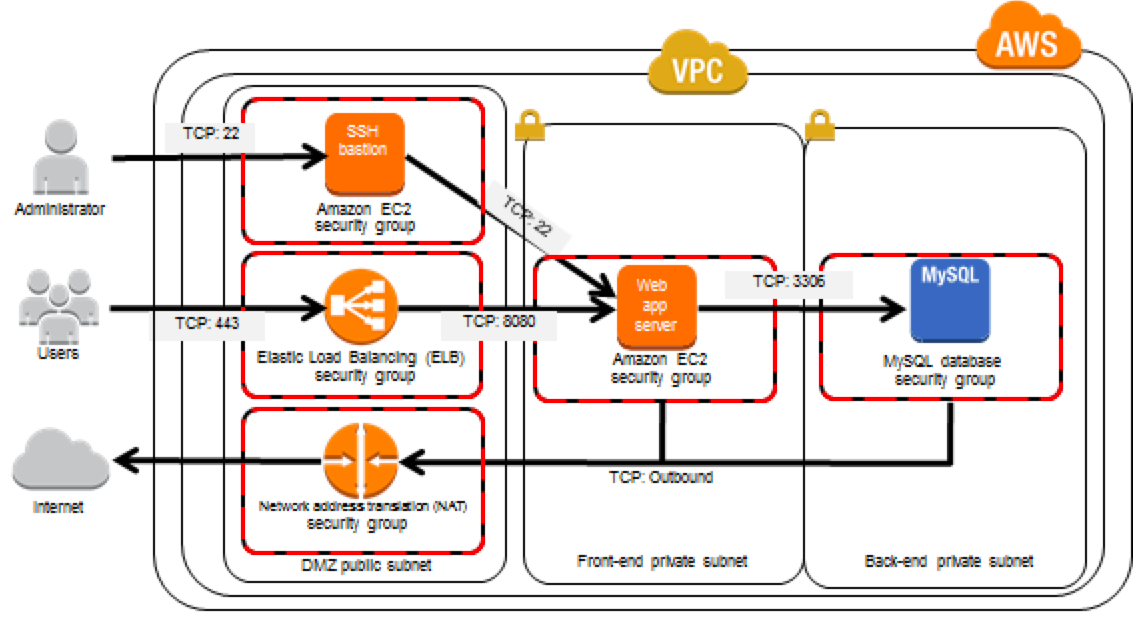 AWS
VPC
TCP: 22
SSH
bastion
Administrator
Amazon EC2
security group
TCP: 22
Users
TCP: 443
Elastic Load Balancing (ELB)
security group
TCP: 8080
Web
app
server
Amazon EC2
security group
TCP: 3306
MySQL
MySQL database
security group
Internet
Network address translation (NAT)
security group
TCP: Outbound
DMZ public subnet
Front-end private subnet
Back-end private subnet